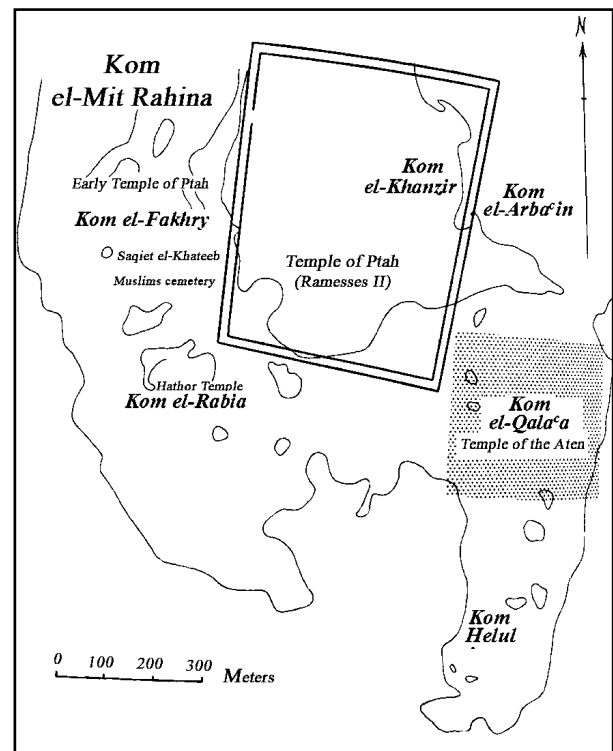 N
Kom
el-Mit Rahina
Early Temple of Ptah
Kom el-Fakhry
Saqiet el-Khateeb
Muslims cemetery
Kom
el-Khanzir
Kom
el-Arbaᶜin
Temple of Ptah
(Ramesses II)
Hathor Temple
Kom el-Rabia
Kom
el-Qalaᶜa
Temple of the Aten
Kom
Helul
0 100 200 300 Meters